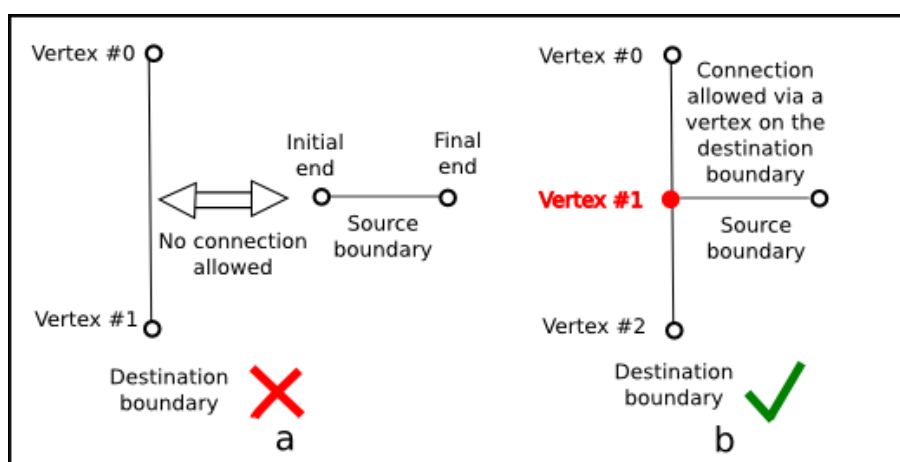 Vertex #0
Initial
end
Final
end
No connection
allowed
Source
boundary
Vertex #1
Destination
boundary
a
Vertex #0
Connection
allowed via a
vertex on the
destination
boundary
Vertex #1
Source
boundary
Vertex #2
Destination
boundary
b